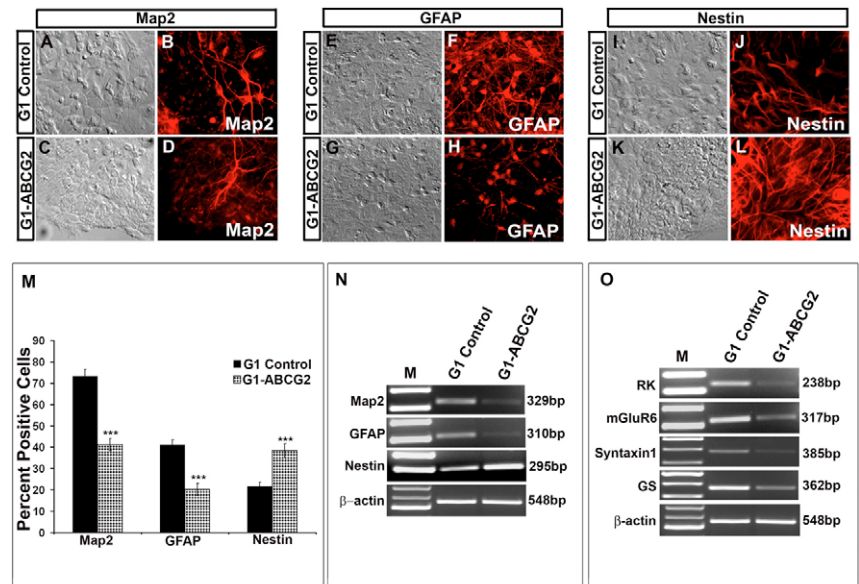 Map2
GFAP
Nestin
G1 Control
A
B
Map2
E
F
GFAP
G1 Control
I
J
Nestin
G1 Control
G1-ABCG2
C
D
Map2
G1-ABCG2
G
H
GFAP
G1-ABCG2
K
L
Nestin
M
Percent Positive Cells
90
80
70
60
50
40
30
20
10
0
G1 Control
G1-ABCG2
***
***
***
Map2
GFAP
Nestin
N
M
G1 Control
G1-ABCG2
Map2
329bp
GFAP
310bp
Nestin
295bp
β-actin
548bp
O
M
G1 Control
G1-ABCG2
RK
238bp
mGluR6
317bp
Syntaxin1
385bp
GS
362bp
β-actin
548bp